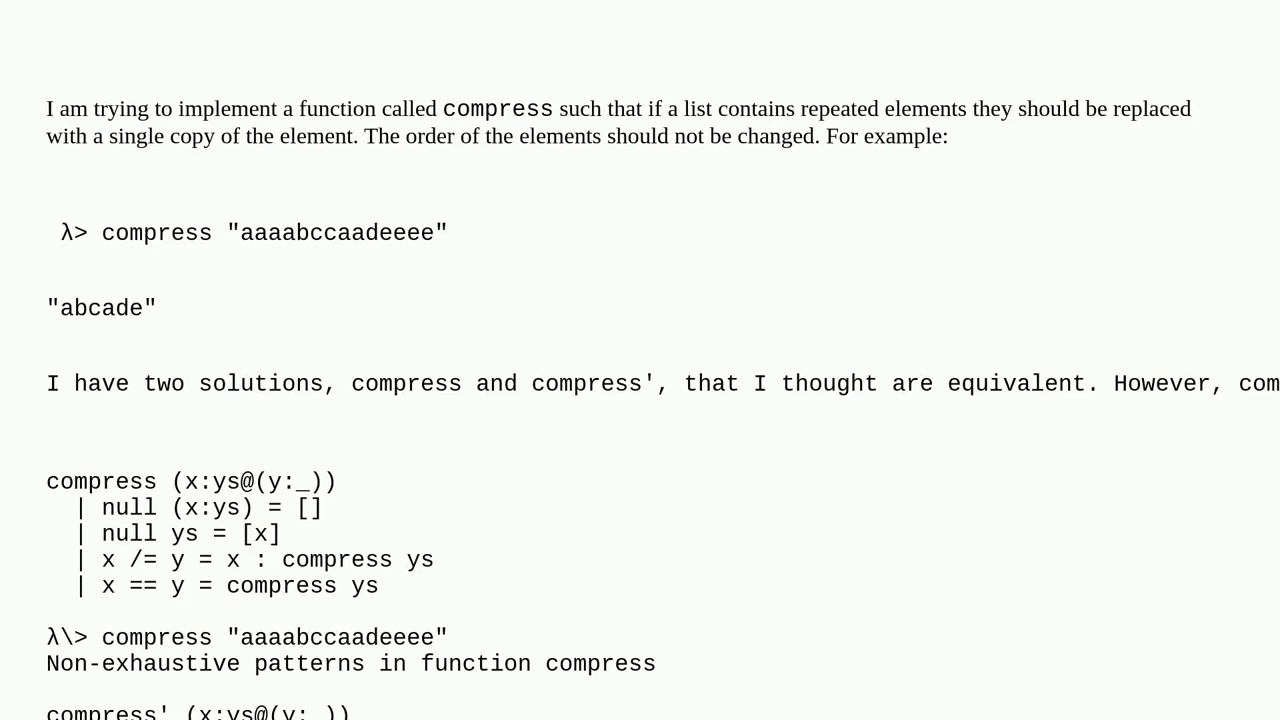 I am trying to implement a function called compress such that if a list contains repeated elements they should be replaced
with a single copy of the element. The order of the elements should not be changed. For example:
λ> compress "aaaabccaadeeee"
"abcade"
I have two solutions, compress and compress', that I thought are equivalent. However, com
compress (x:ys@(y:_))
  | null (x:ys) = []
  | null ys = [x]
  | x /= y = x : compress ys
  | x == y = compress ys
λ\> compress "aaaabccaadeeee"
Non-exhaustive patterns in function compress
compress' (x:ys@(y:_))